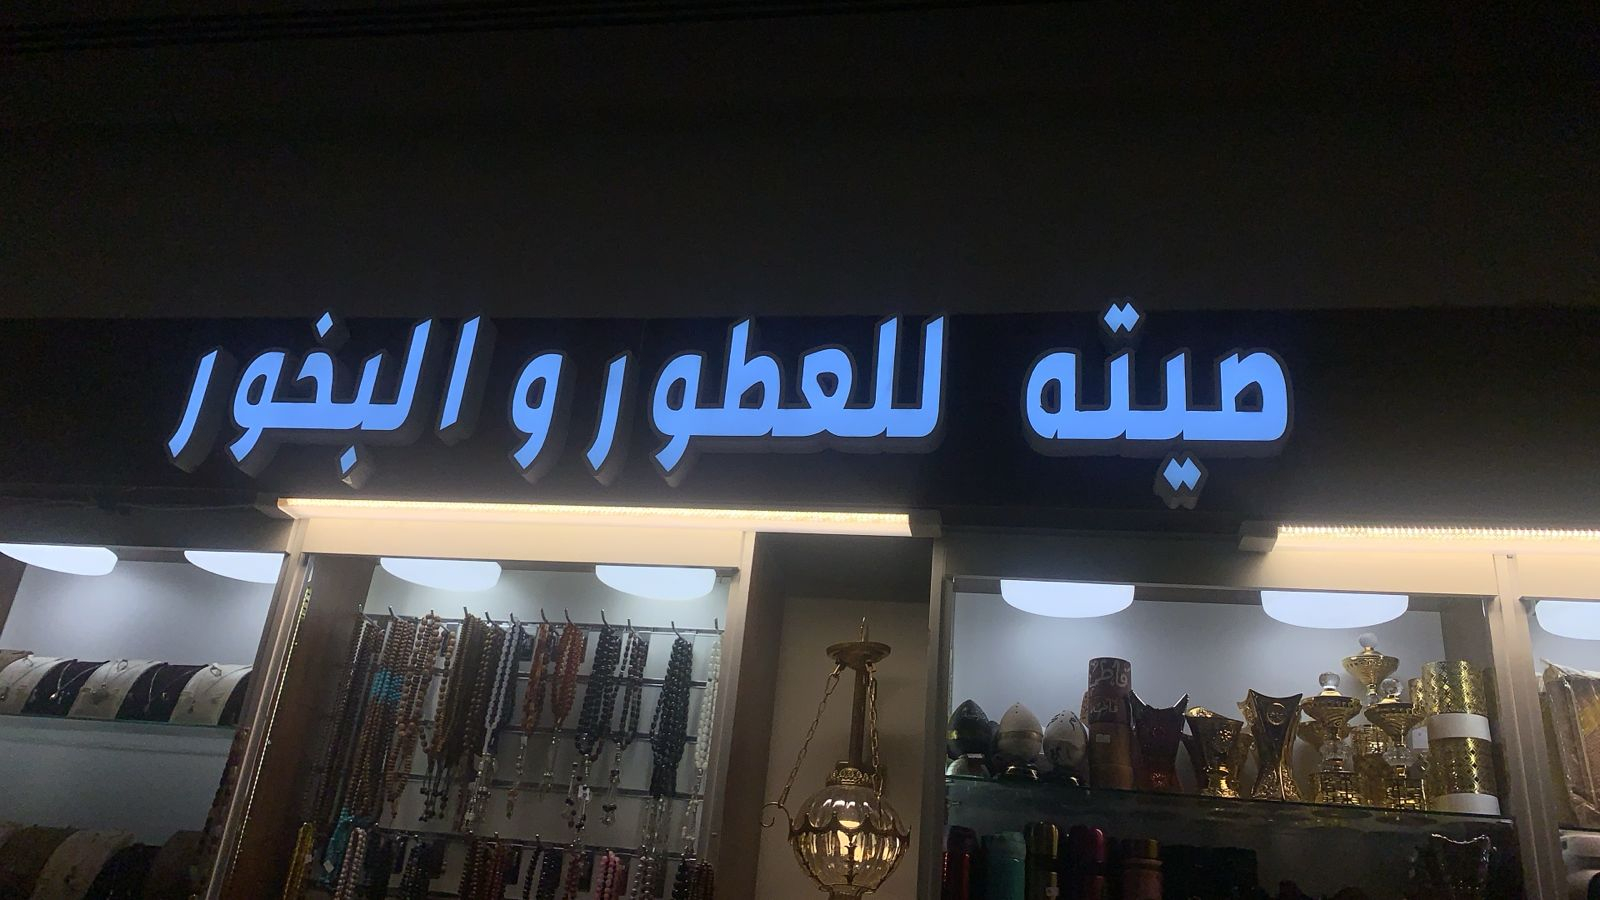 صيته للعطور و البخور